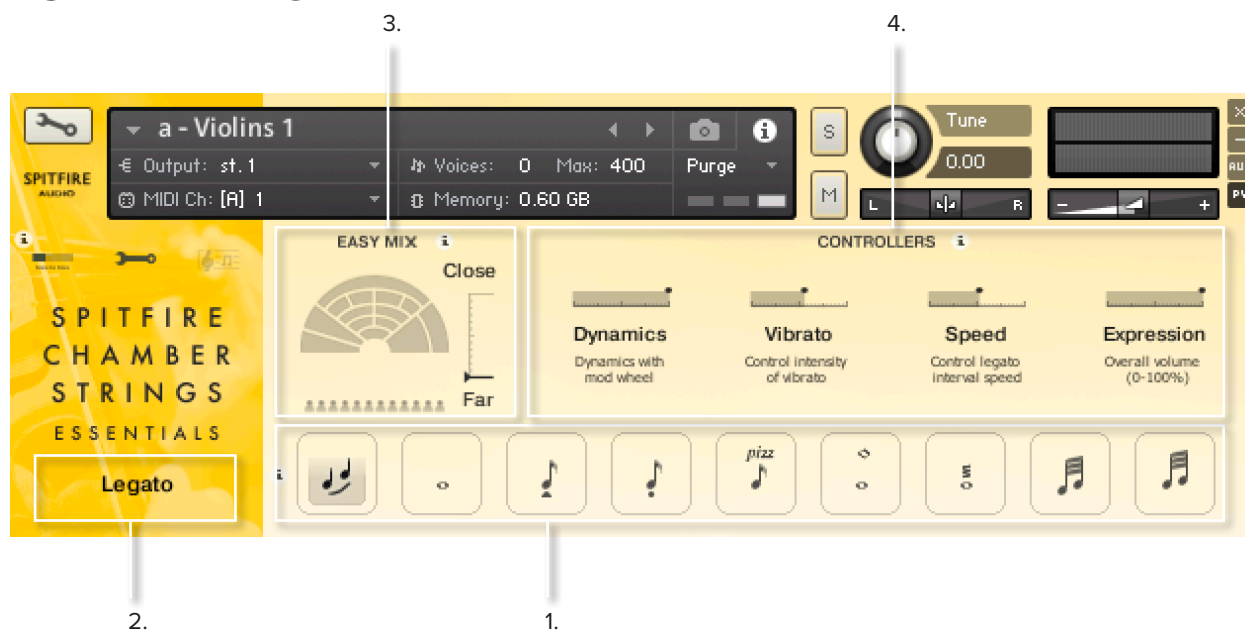 3.
4.
a - Violins 1
S
Tune
Output: st. 1
Voices: 0 Max: 400
Purge
0.00
SPITFIRE
AUDIO
MIDI Ch: [A] 1
Memory: 0.60 GB
M
L
R
-
+
EASY MIX
CONTROLLERS
Close
SPITFIRE
CHAMBER
STRINGS
ESSENTIALS
Far
Dynamics
Dynamics with
mod wheel
Vibrato
Control intensity
of vibrato
Speed
Control legato
interval speed
Expression
Overall volume
(0-100%)
Legato
pizz
2.
1.